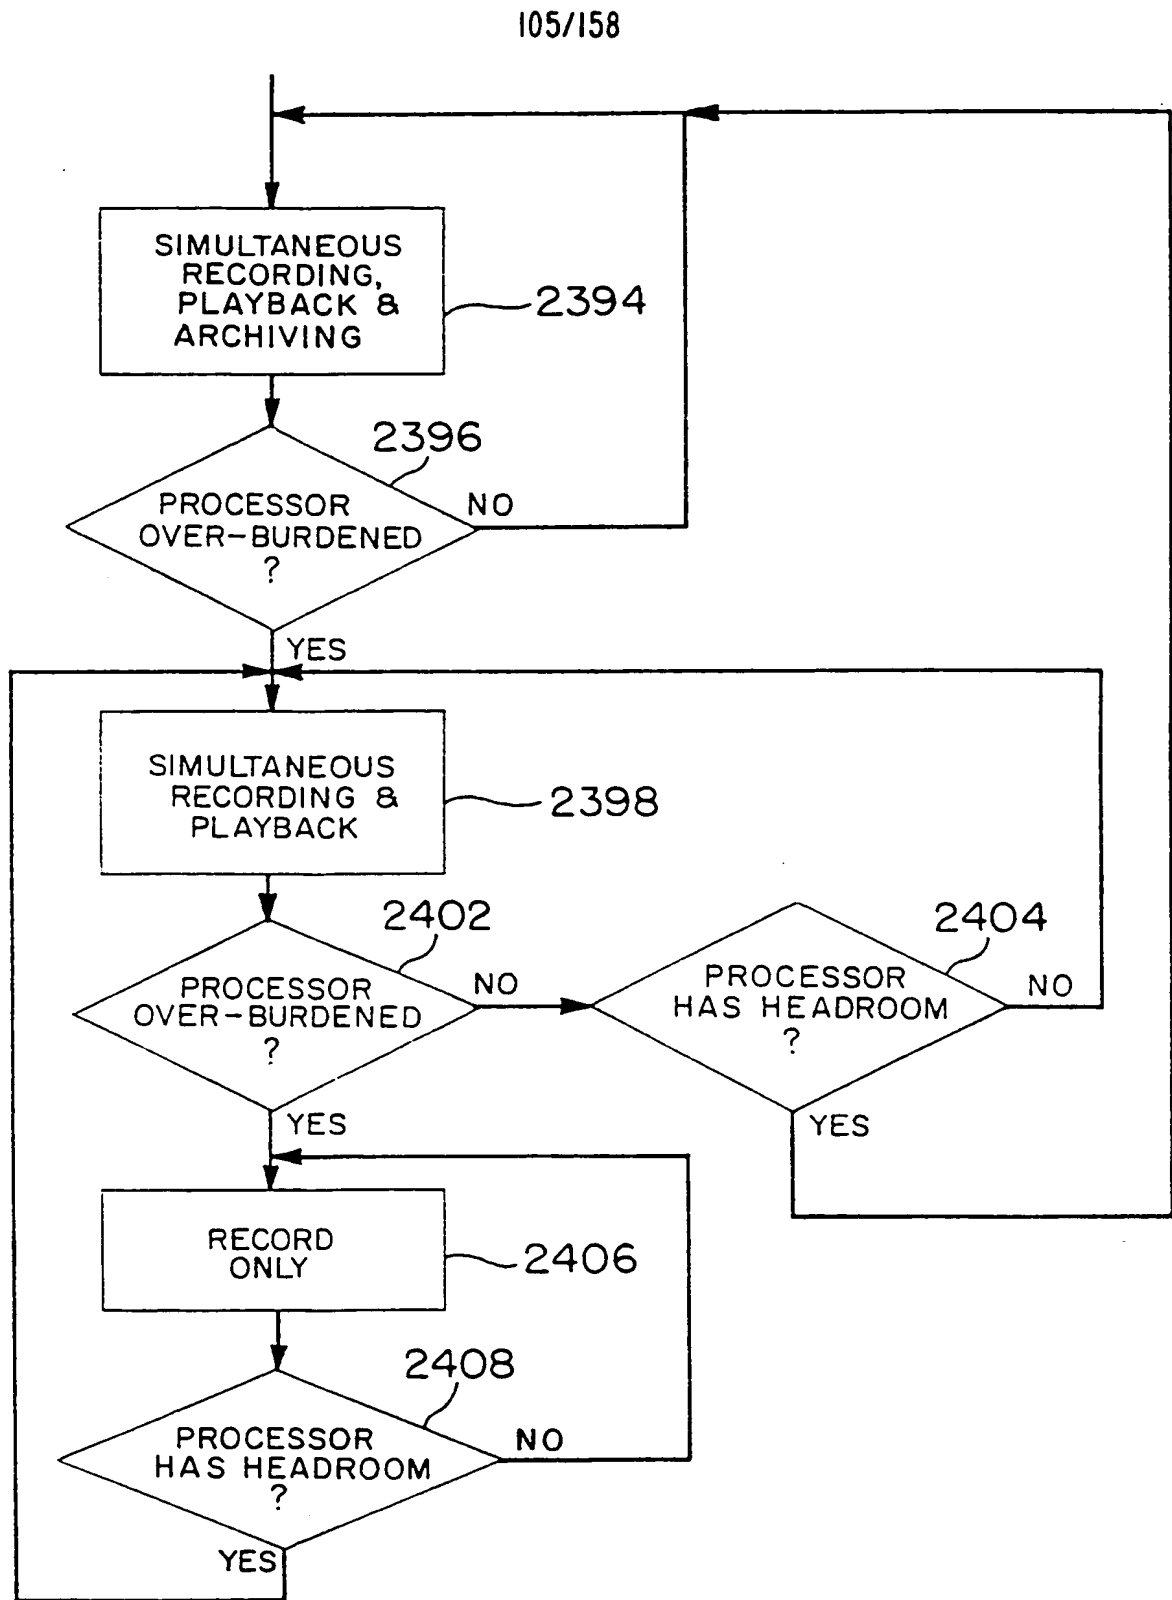 105/158
SIMULTANEOUS
RECORDING,
PLAYBACK &
ARCHIVING
2394
2396
PROCESSOR
OVER-BURDENED
?
NO
YES
SIMULTANEOUS
RECORDING &
PLAYBACK
2398
2402
PROCESSOR
OVER-BURDENED
?
NO
2404
PROCESSOR
HAS HEADROOM
?
NO
YES
YES
RECORD
ONLY
2406
2408
PROCESSOR
HAS HEADROOM
?
NO
YES